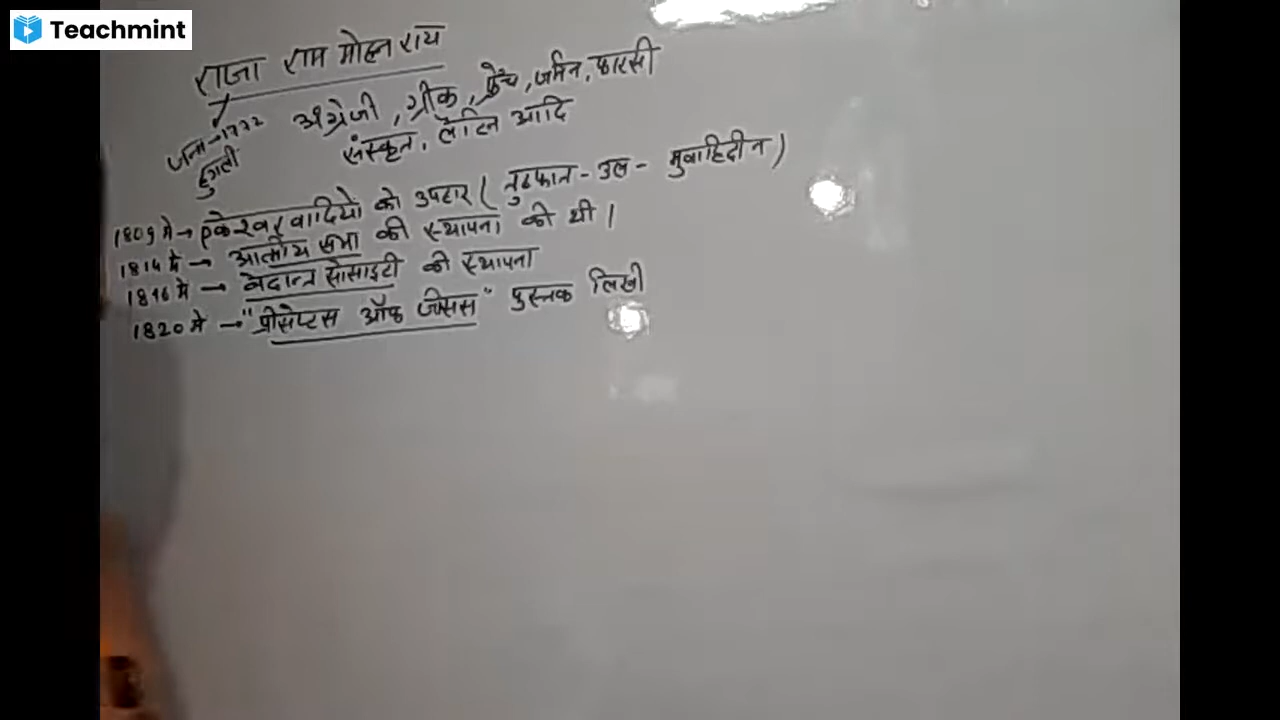 Teachmint
राजा राम मोहन राय
जन्म→1772
हुगली
अंग्रेजी, ग्रीक, फ्रेंच, जर्मन, फारसी
संस्कृत, लैटिन आदि
1809 मे → एकेश्वरवादियो को उपहार ( तुहफात-उल-मुवाहिदीन)
1814 मे → आत्मीय सभा की स्थापना की थी।
1816 मे → वेदान्त सोसाइटी की स्थापना
1820 मे → "प्रीसेप्टस ऑफ जीसस" पुस्तक लिखी